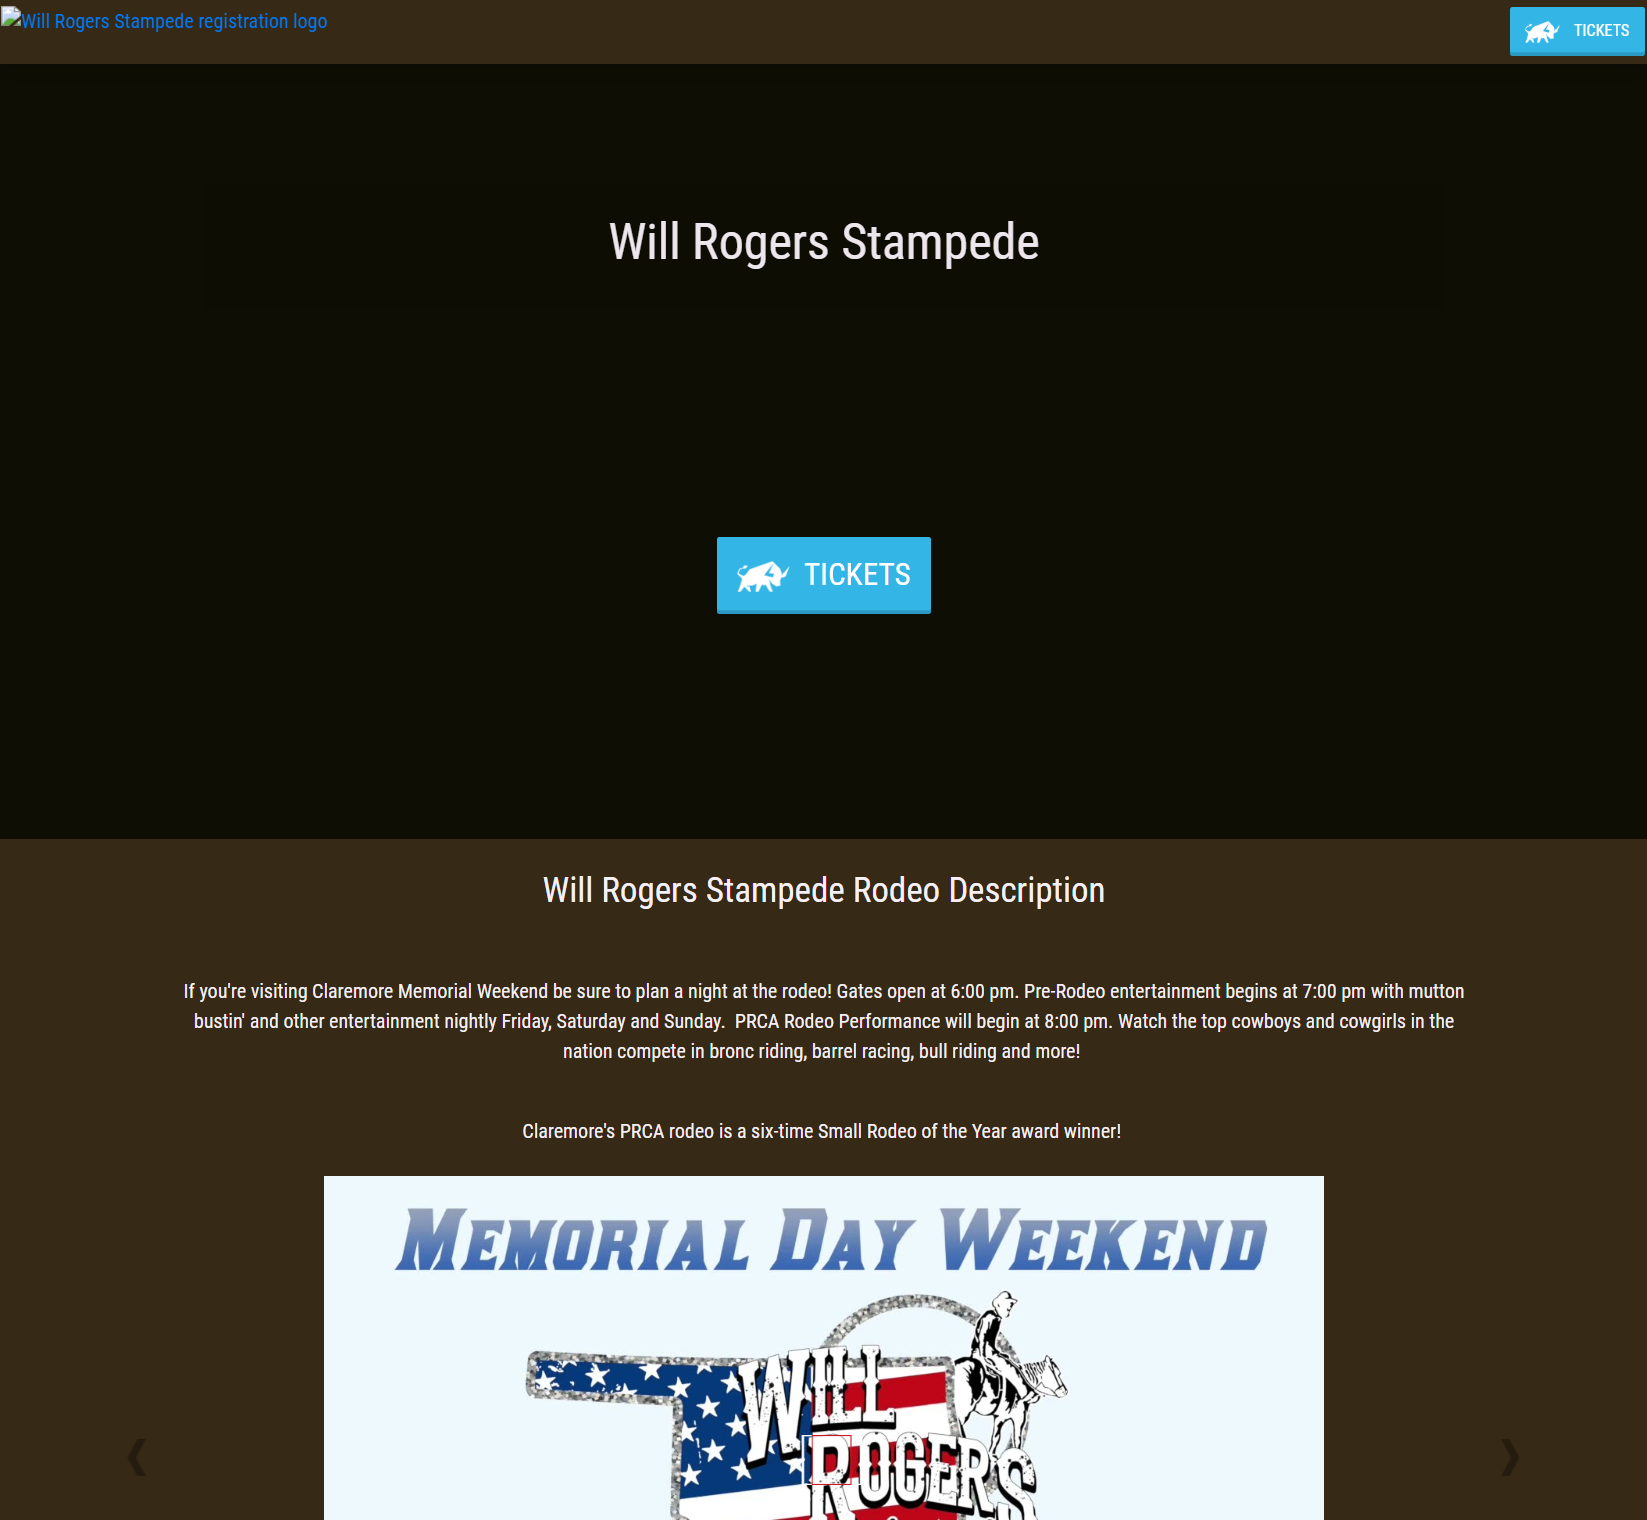 Will Rogers Stampede registration logo
TICKETS
Will Rogers Stampede
TICKETS
Will Rogers Stampede Rodeo Description
If you're visiting Claremore Memorial Weekend be sure to plan a night at the rodeo! Gates open at 6:00 pm. Pre-Rodeo entertainment begins at 7:00 pm with mutton
bustin' and other entertainment nightly Friday, Saturday and Sunday.  PRCA Rodeo Performance will begin at 8:00 pm. Watch the top cowboys and cowgirls in the
nation compete in bronc riding, barrel racing, bull riding and more!
Claremore's PRCA rodeo is a six-time Small Rodeo of the Year award winner!
MEMORIAL DAY WEEKEND
WILL
ROGERS